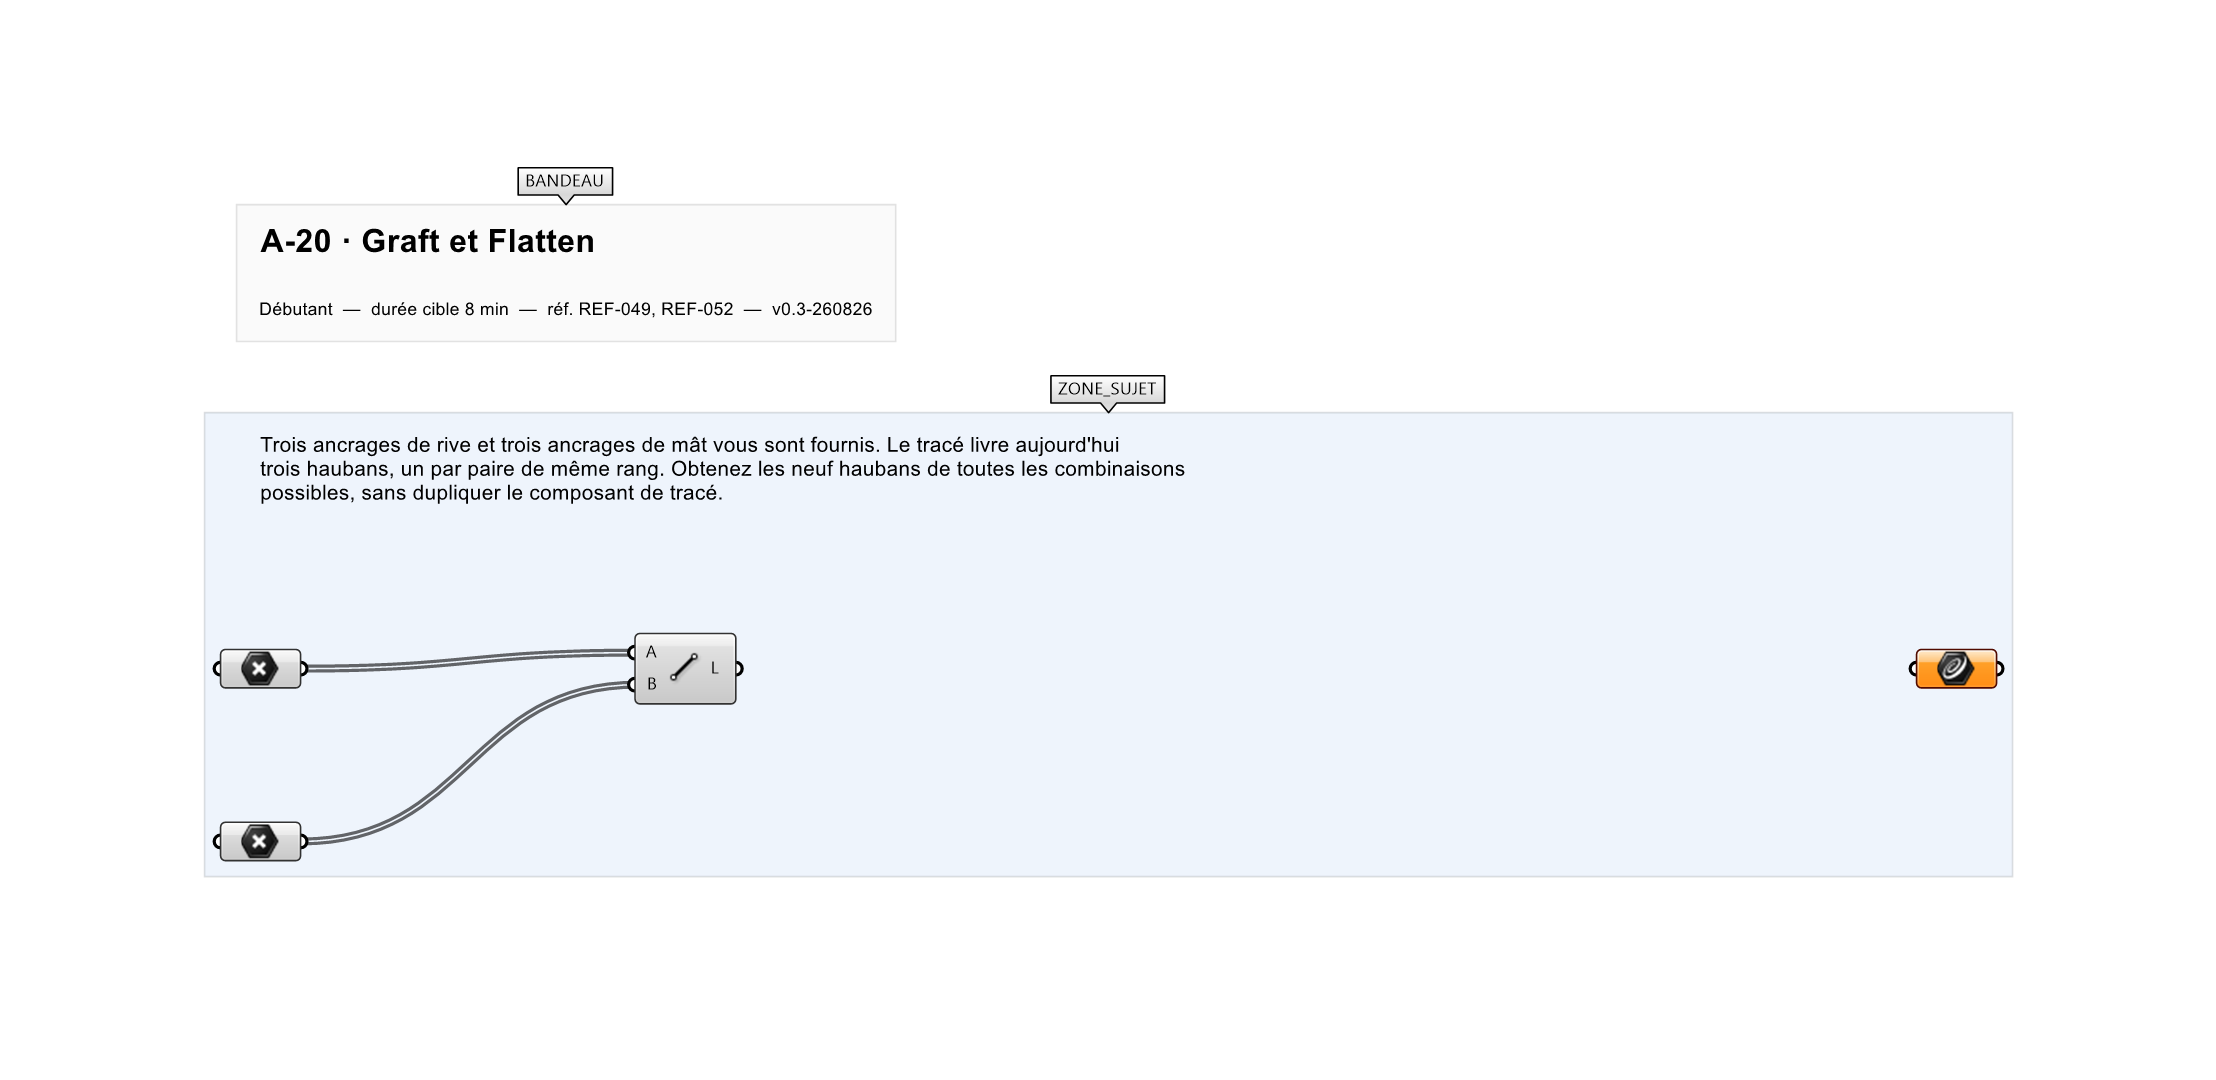 BANDEAU
A-20 · Graft et Flatten
Débutant — durée cible 8 min — réf. REF-049, REF-052 — v0.3-260826
ZONE_SUJET
Trois ancrages de rive et trois ancrages de mât vous sont fournis. Le tracé livre aujourd'hui
trois haubans, un par paire de même rang. Obtenez les neuf haubans de toutes les combinaisons
possibles, sans dupliquer le composant de tracé.
A
L
B